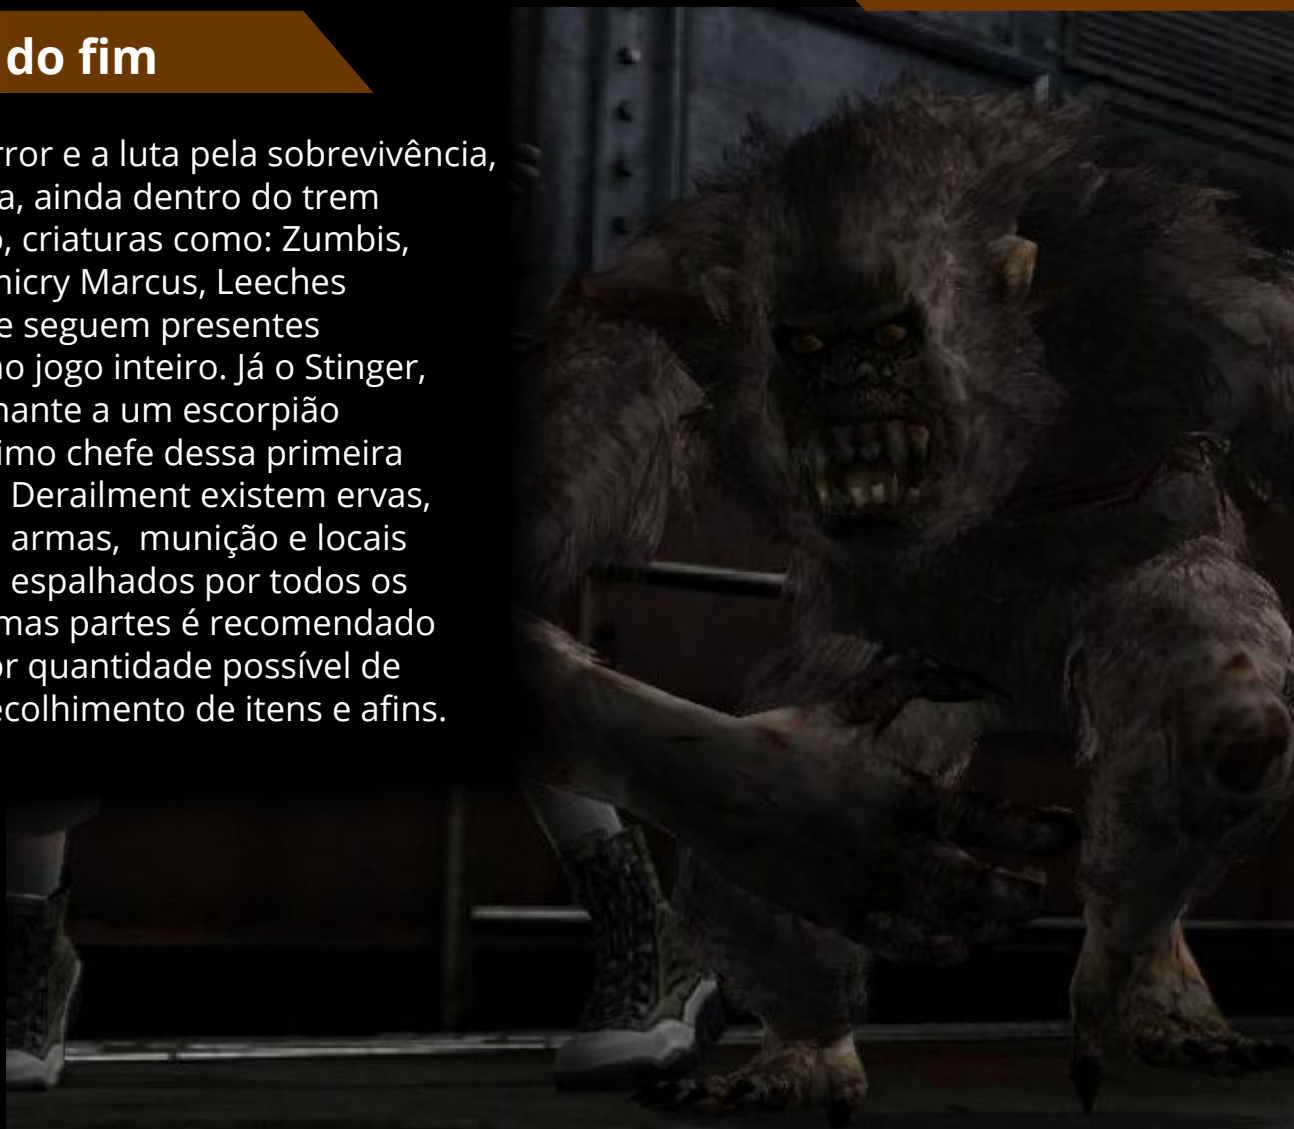 do fim
rror e a luta pela sobrevivência,
a, ainda dentro do trem
o, criaturas como: Zumbis,
micry Marcus, Leeches
e seguem presentes
no jogo inteiro. Já o Stinger,
hante a um escorpião
imo chefe dessa primeira
Derailment existem ervas,
armas, munição e locais
espalhados por todos os
mas partes é recomendado
or quantidade possível de
ecolhimento de itens e afins.